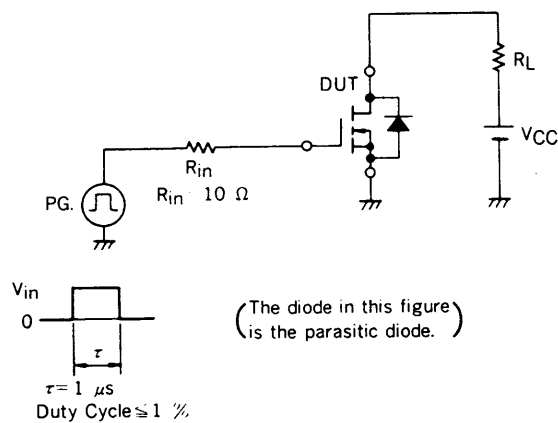 DUT
RL
VCC
Rin
Rin 10 Ω
PG.
Vin
0
τ
τ=1 μs
Duty Cycle≦1 %
(The diode in this figure
is the parasitic diode.)